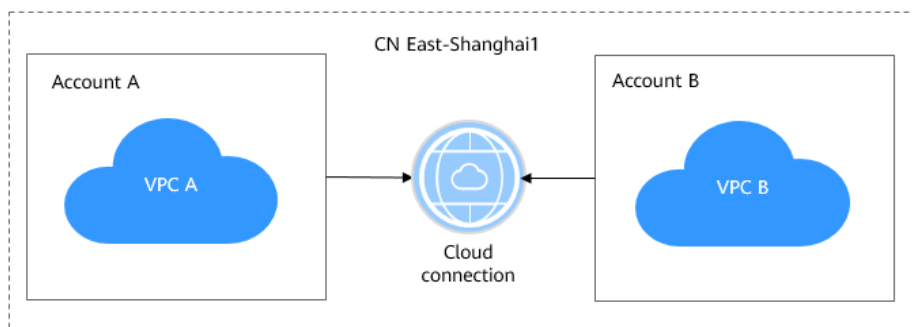 CN East-Shanghai1
Account A
Account B
VPC A
VPC B
Cloud
connection